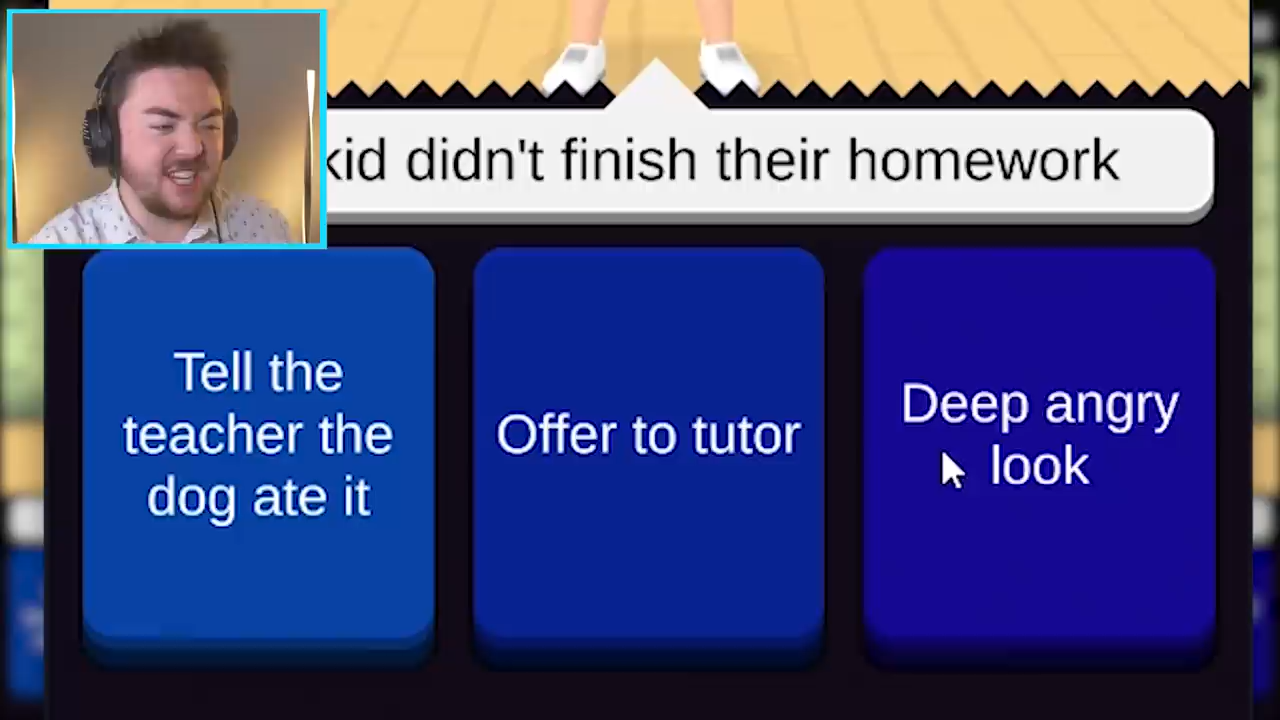 kid didn't finish their homework
Tell the
teacher the
dog ate it
Offer to tutor
Deep angry
look